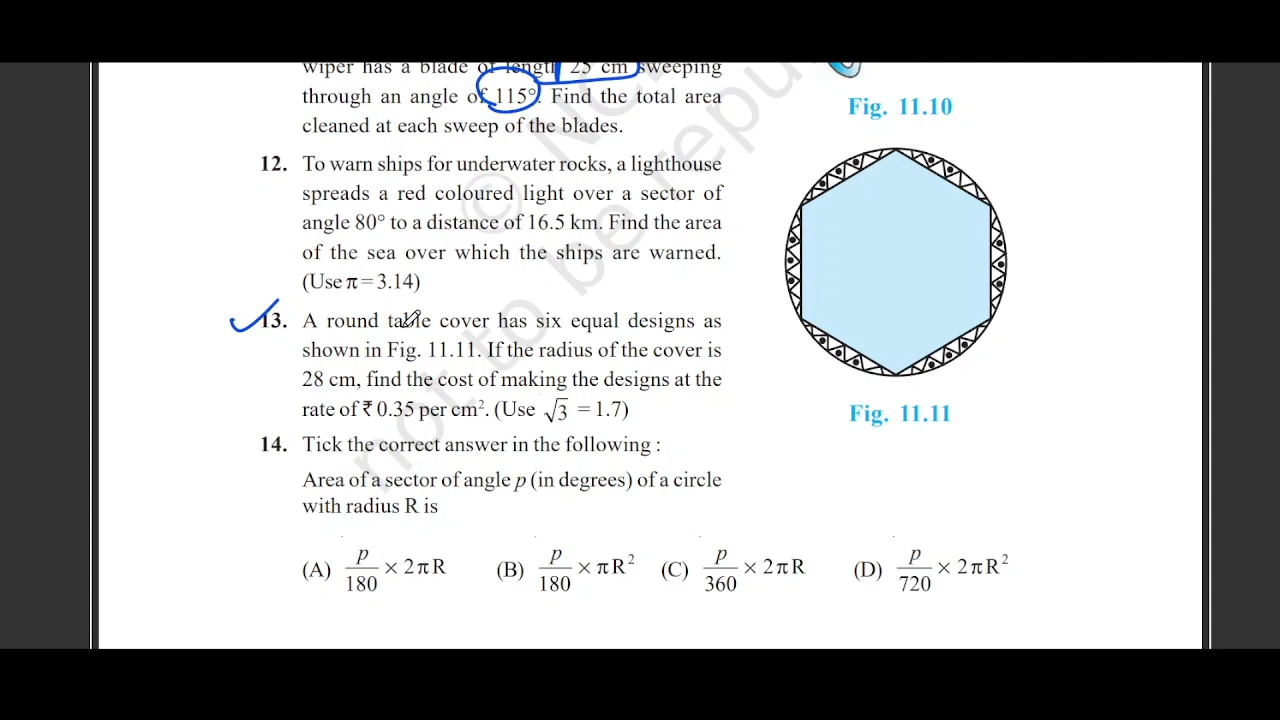 wiper has a blade of length 25 cm sweeping
through an angle of 115°. Find the total area
cleaned at each sweep of the blades.
Fig. 11.10
12. To warn ships for underwater rocks, a lighthouse
spreads a red coloured light over a sector of
angle 80° to a distance of 16.5 km. Find the area
of the sea over which the ships are warned.
(Use π = 3.14)
13. A round table cover has six equal designs as
shown in Fig. 11.11. If the radius of the cover is
28 cm, find the cost of making the designs at the
rate of ₹ 0.35 per cm². (Use √3 = 1.7)
Fig. 11.11
14. Tick the correct answer in the following :
Area of a sector of angle p (in degrees) of a circle
with radius R is
(A) p/180 × 2πR (B) p/180 × πR² (C) p/360 × 2πR (D) p/720 × 2πR²
not to be repu